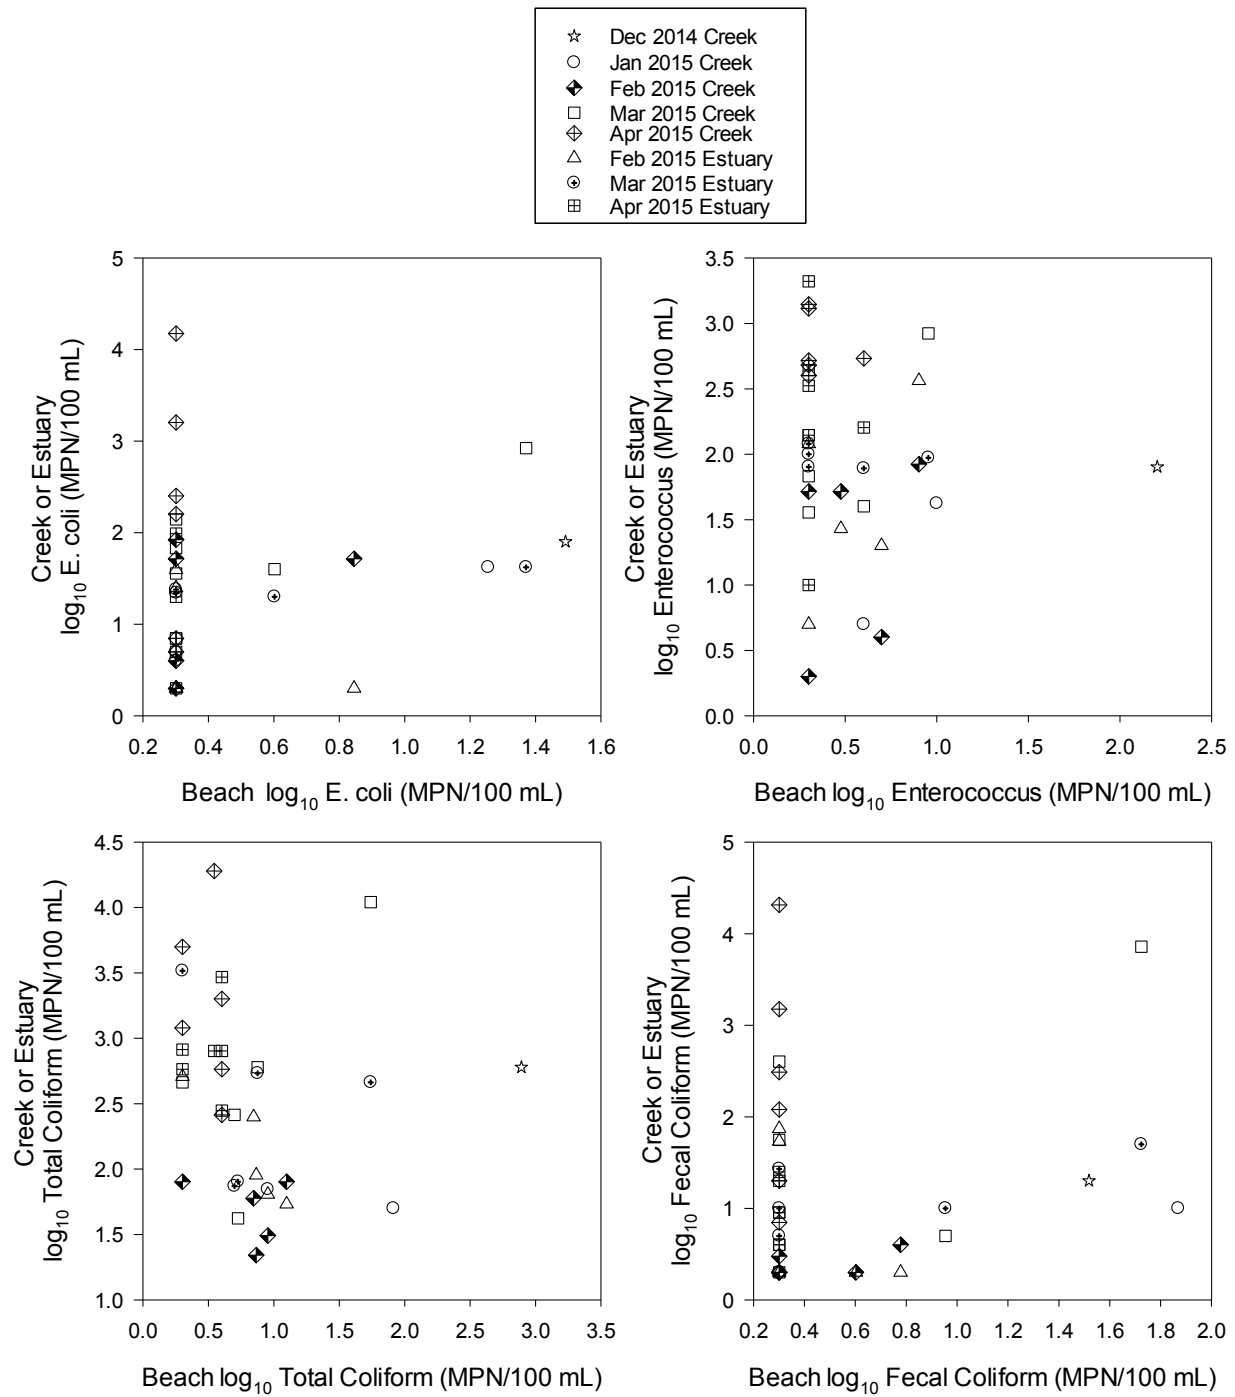 Dec 2014 Creek
Jan 2015 Creek
Feb 2015 Creek
Mar 2015 Creek
Apr 2015 Creek
Feb 2015 Estuary
Mar 2015 Estuary
Apr 2015 Estuary
Creek or Estuary
log₁₀ E. coli (MPN/100 mL)
5
4
3
2
1
0
0.2 0.4 0.6 0.8 1.0 1.2 1.4 1.6
Beach log₁₀ E. coli (MPN/100 mL)
Creek or Estuary
log₁₀ Enterococcus (MPN/100 mL)
3.5
3.0
2.5
2.0
1.5
1.0
0.5
0.0
0.0 0.5 1.0 1.5 2.0 2.5
Beach log₁₀ Enterococcus (MPN/100 mL)
Creek or Estuary
log₁₀ Total Coliform (MPN/100 mL)
4.5
4.0
3.5
3.0
2.5
2.0
1.5
1.0
0.0 0.5 1.0 1.5 2.0 2.5 3.0 3.5
Beach log₁₀ Total Coliform (MPN/100 mL)
Creek or Estuary
log₁₀ Fecal Coliform (MPN/100 mL)
5
4
3
2
1
0
0.2 0.4 0.6 0.8 1.0 1.2 1.4 1.6 1.8 2.0
Beach log₁₀ Fecal Coliform (MPN/100 mL)